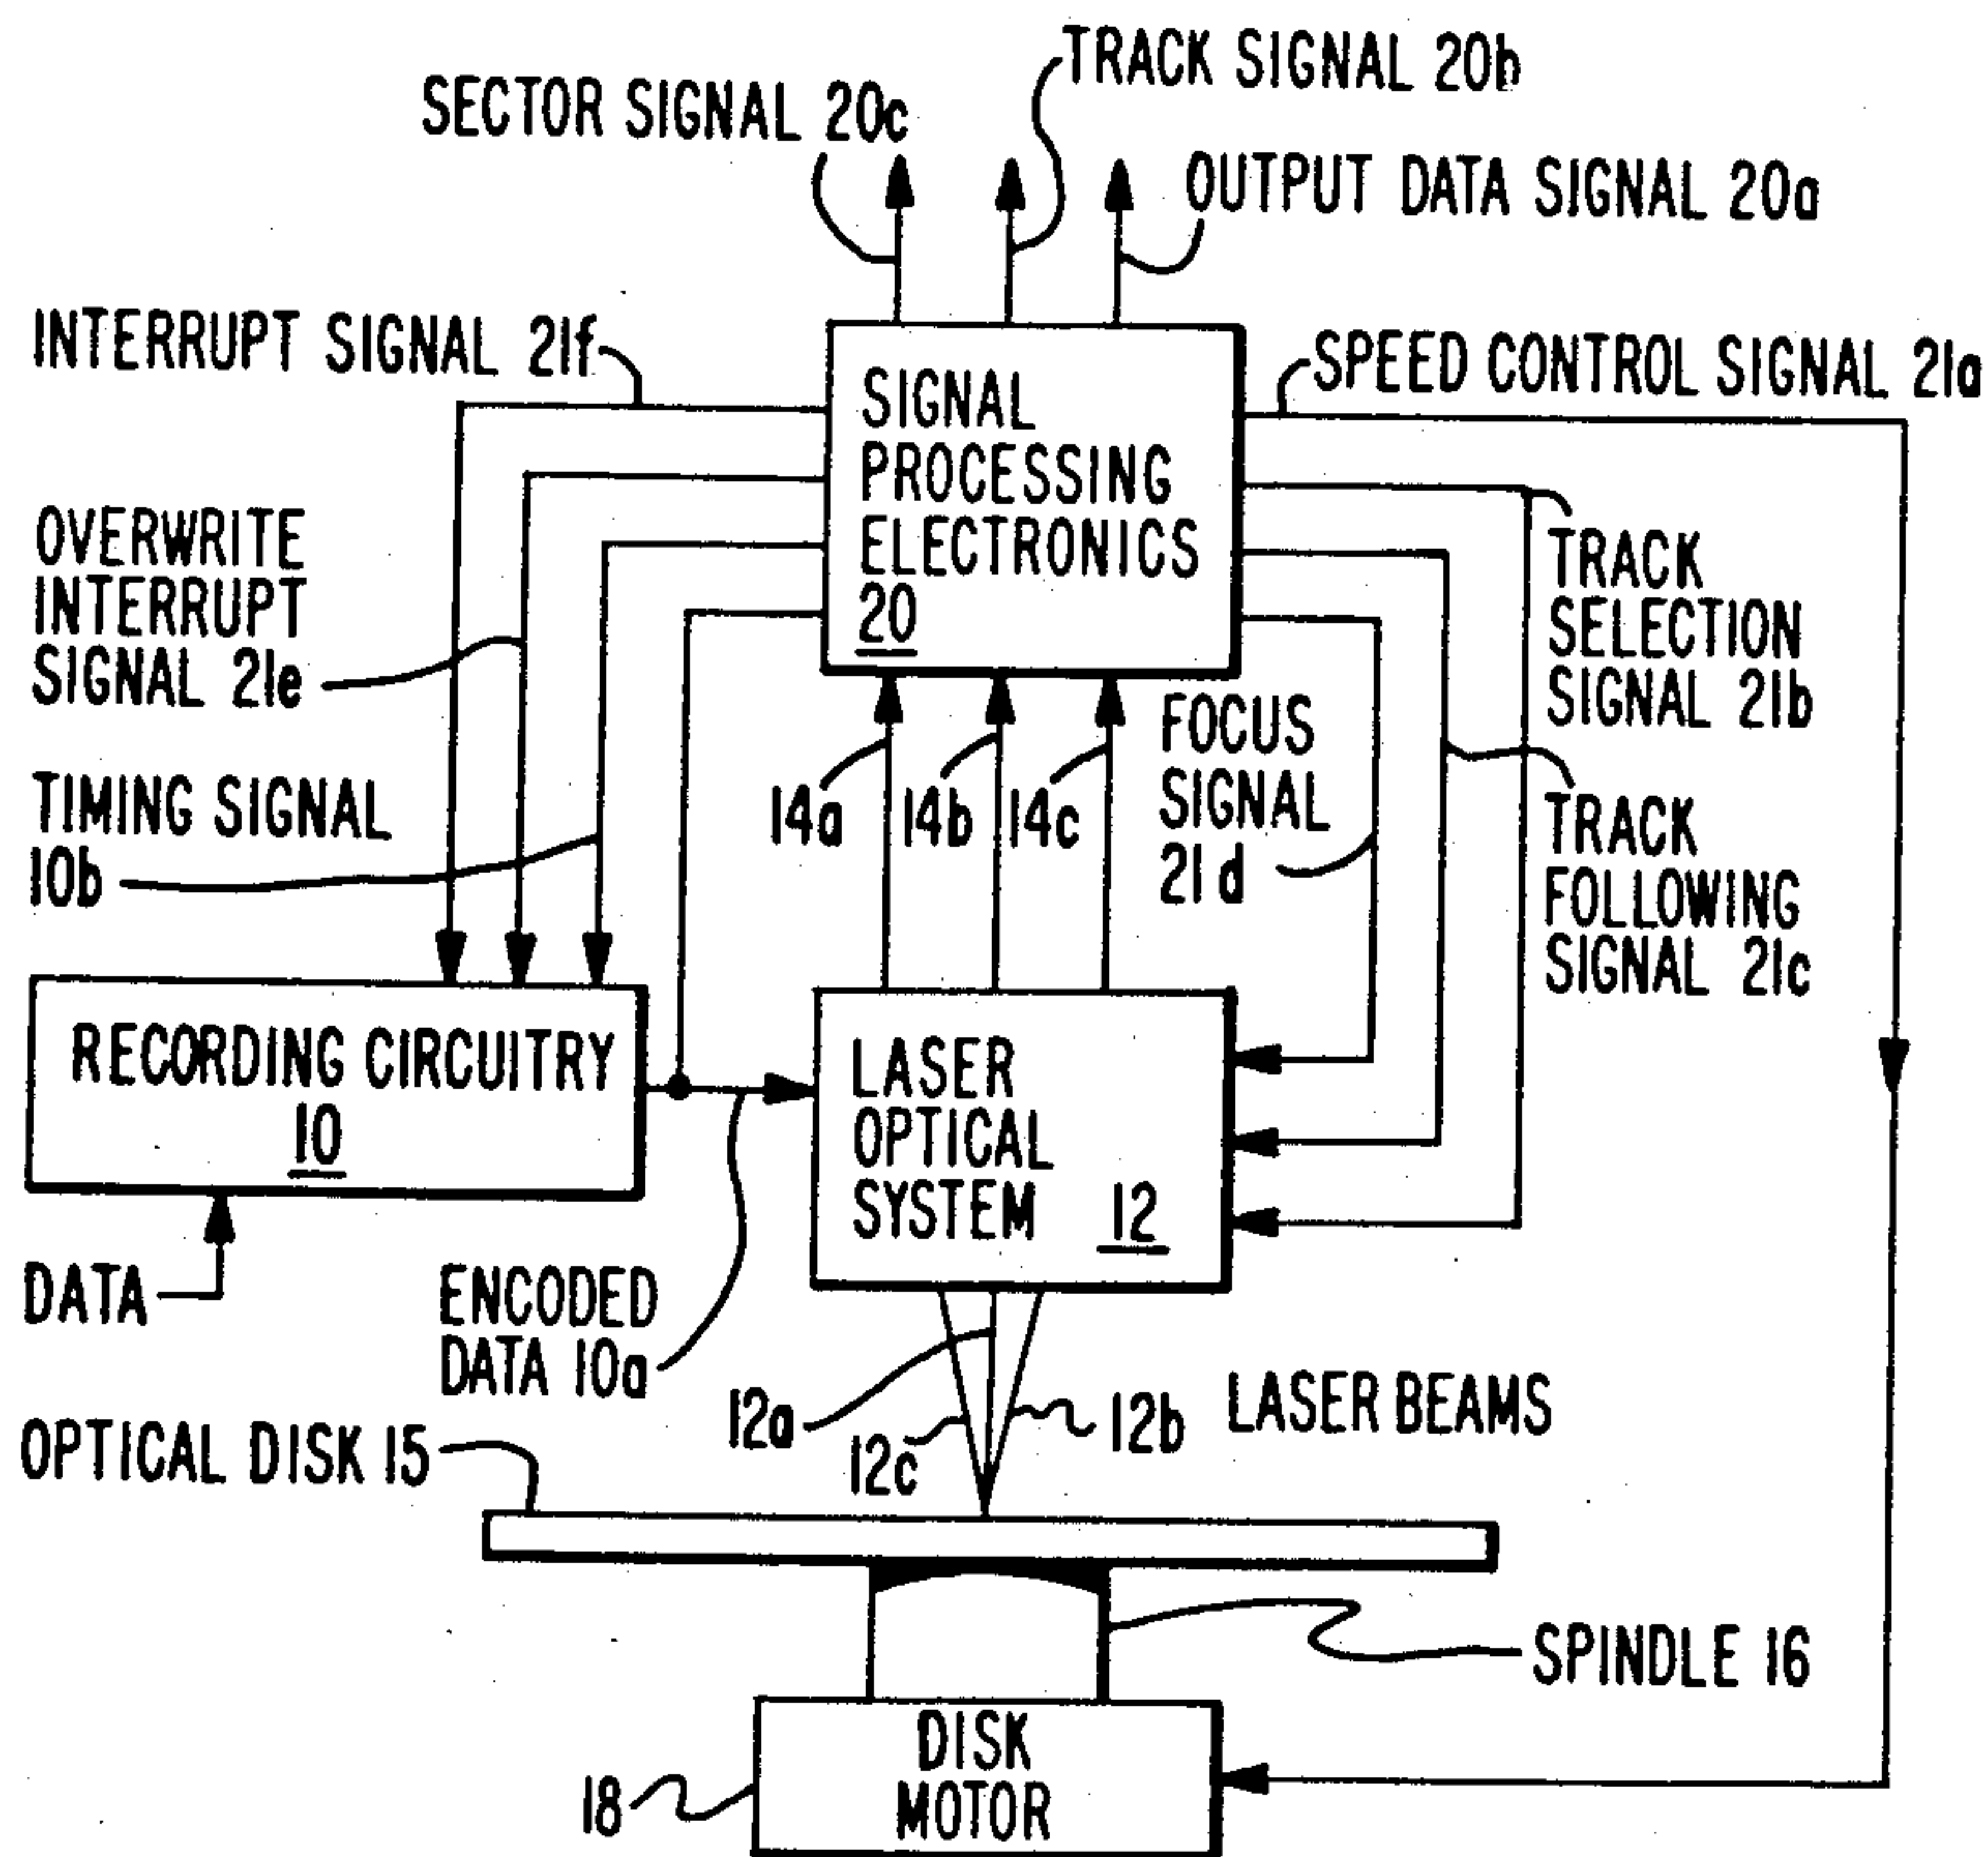 TRACK SIGNAL 20b
SECTOR SIGNAL 20c
OUTPUT DATA SIGNAL 20a
INTERRUPT SIGNAL 21f
SPEED CONTROL SIGNAL 21a
SIGNAL
PROCESSING
ELECTRONICS
20
OVERWRITE
INTERRUPT
SIGNAL 21e
TRACK
SELECTION
SIGNAL 21b
TIMING SIGNAL
10b
14a
14b
14c
FOCUS
SIGNAL
21d
TRACK
FOLLOWING
SIGNAL 21c
RECORDING CIRCUITRY
10
LASER
OPTICAL
SYSTEM 12
DATA
ENCODED
DATA 10a
12a
12c
12b
LASER BEAMS
OPTICAL DISK 15
SPINDLE 16
DISK
MOTOR
18